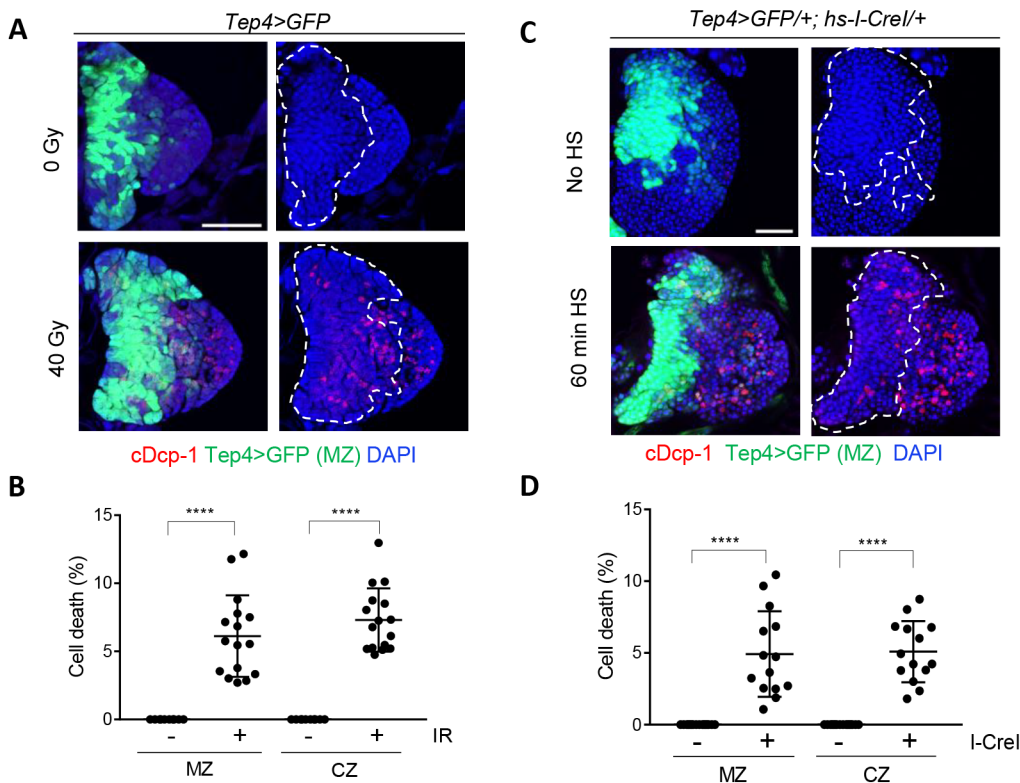 A
Tep4>GFP
0 Gy
40 Gy
cDcp-1 Tep4>GFP (MZ) DAPI
B
Cell death (%)
15
10
5
0
****
****
- + - + IR
MZ CZ
C
Tep4>GFP/+; hs-I-CreI/+
No HS
60 min HS
cDcp-1 Tep4>GFP (MZ) DAPI
D
Cell death (%)
15
10
5
0
****
****
- + - + I-CreI
MZ CZ